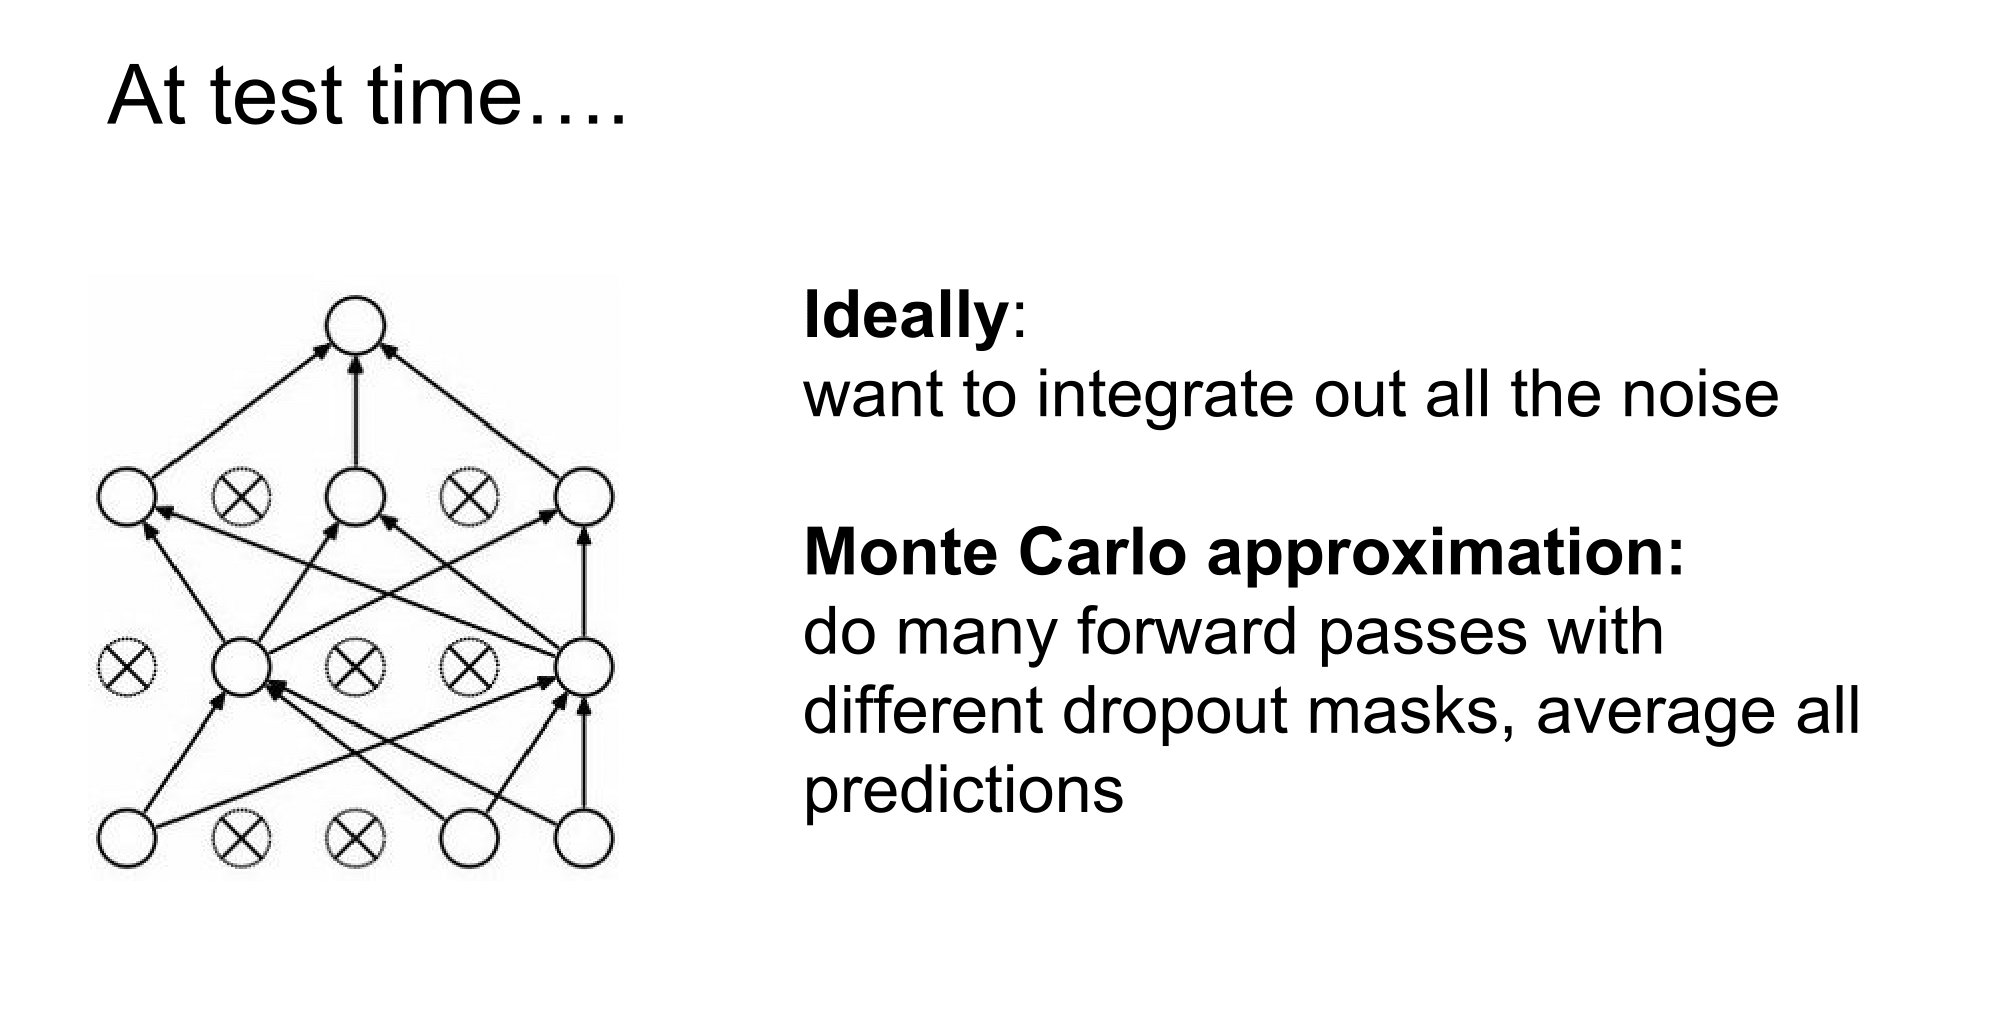 At test time….
Ideally:
want to integrate out all the noise
Monte Carlo approximation:
do many forward passes with
different dropout masks, average all
predictions